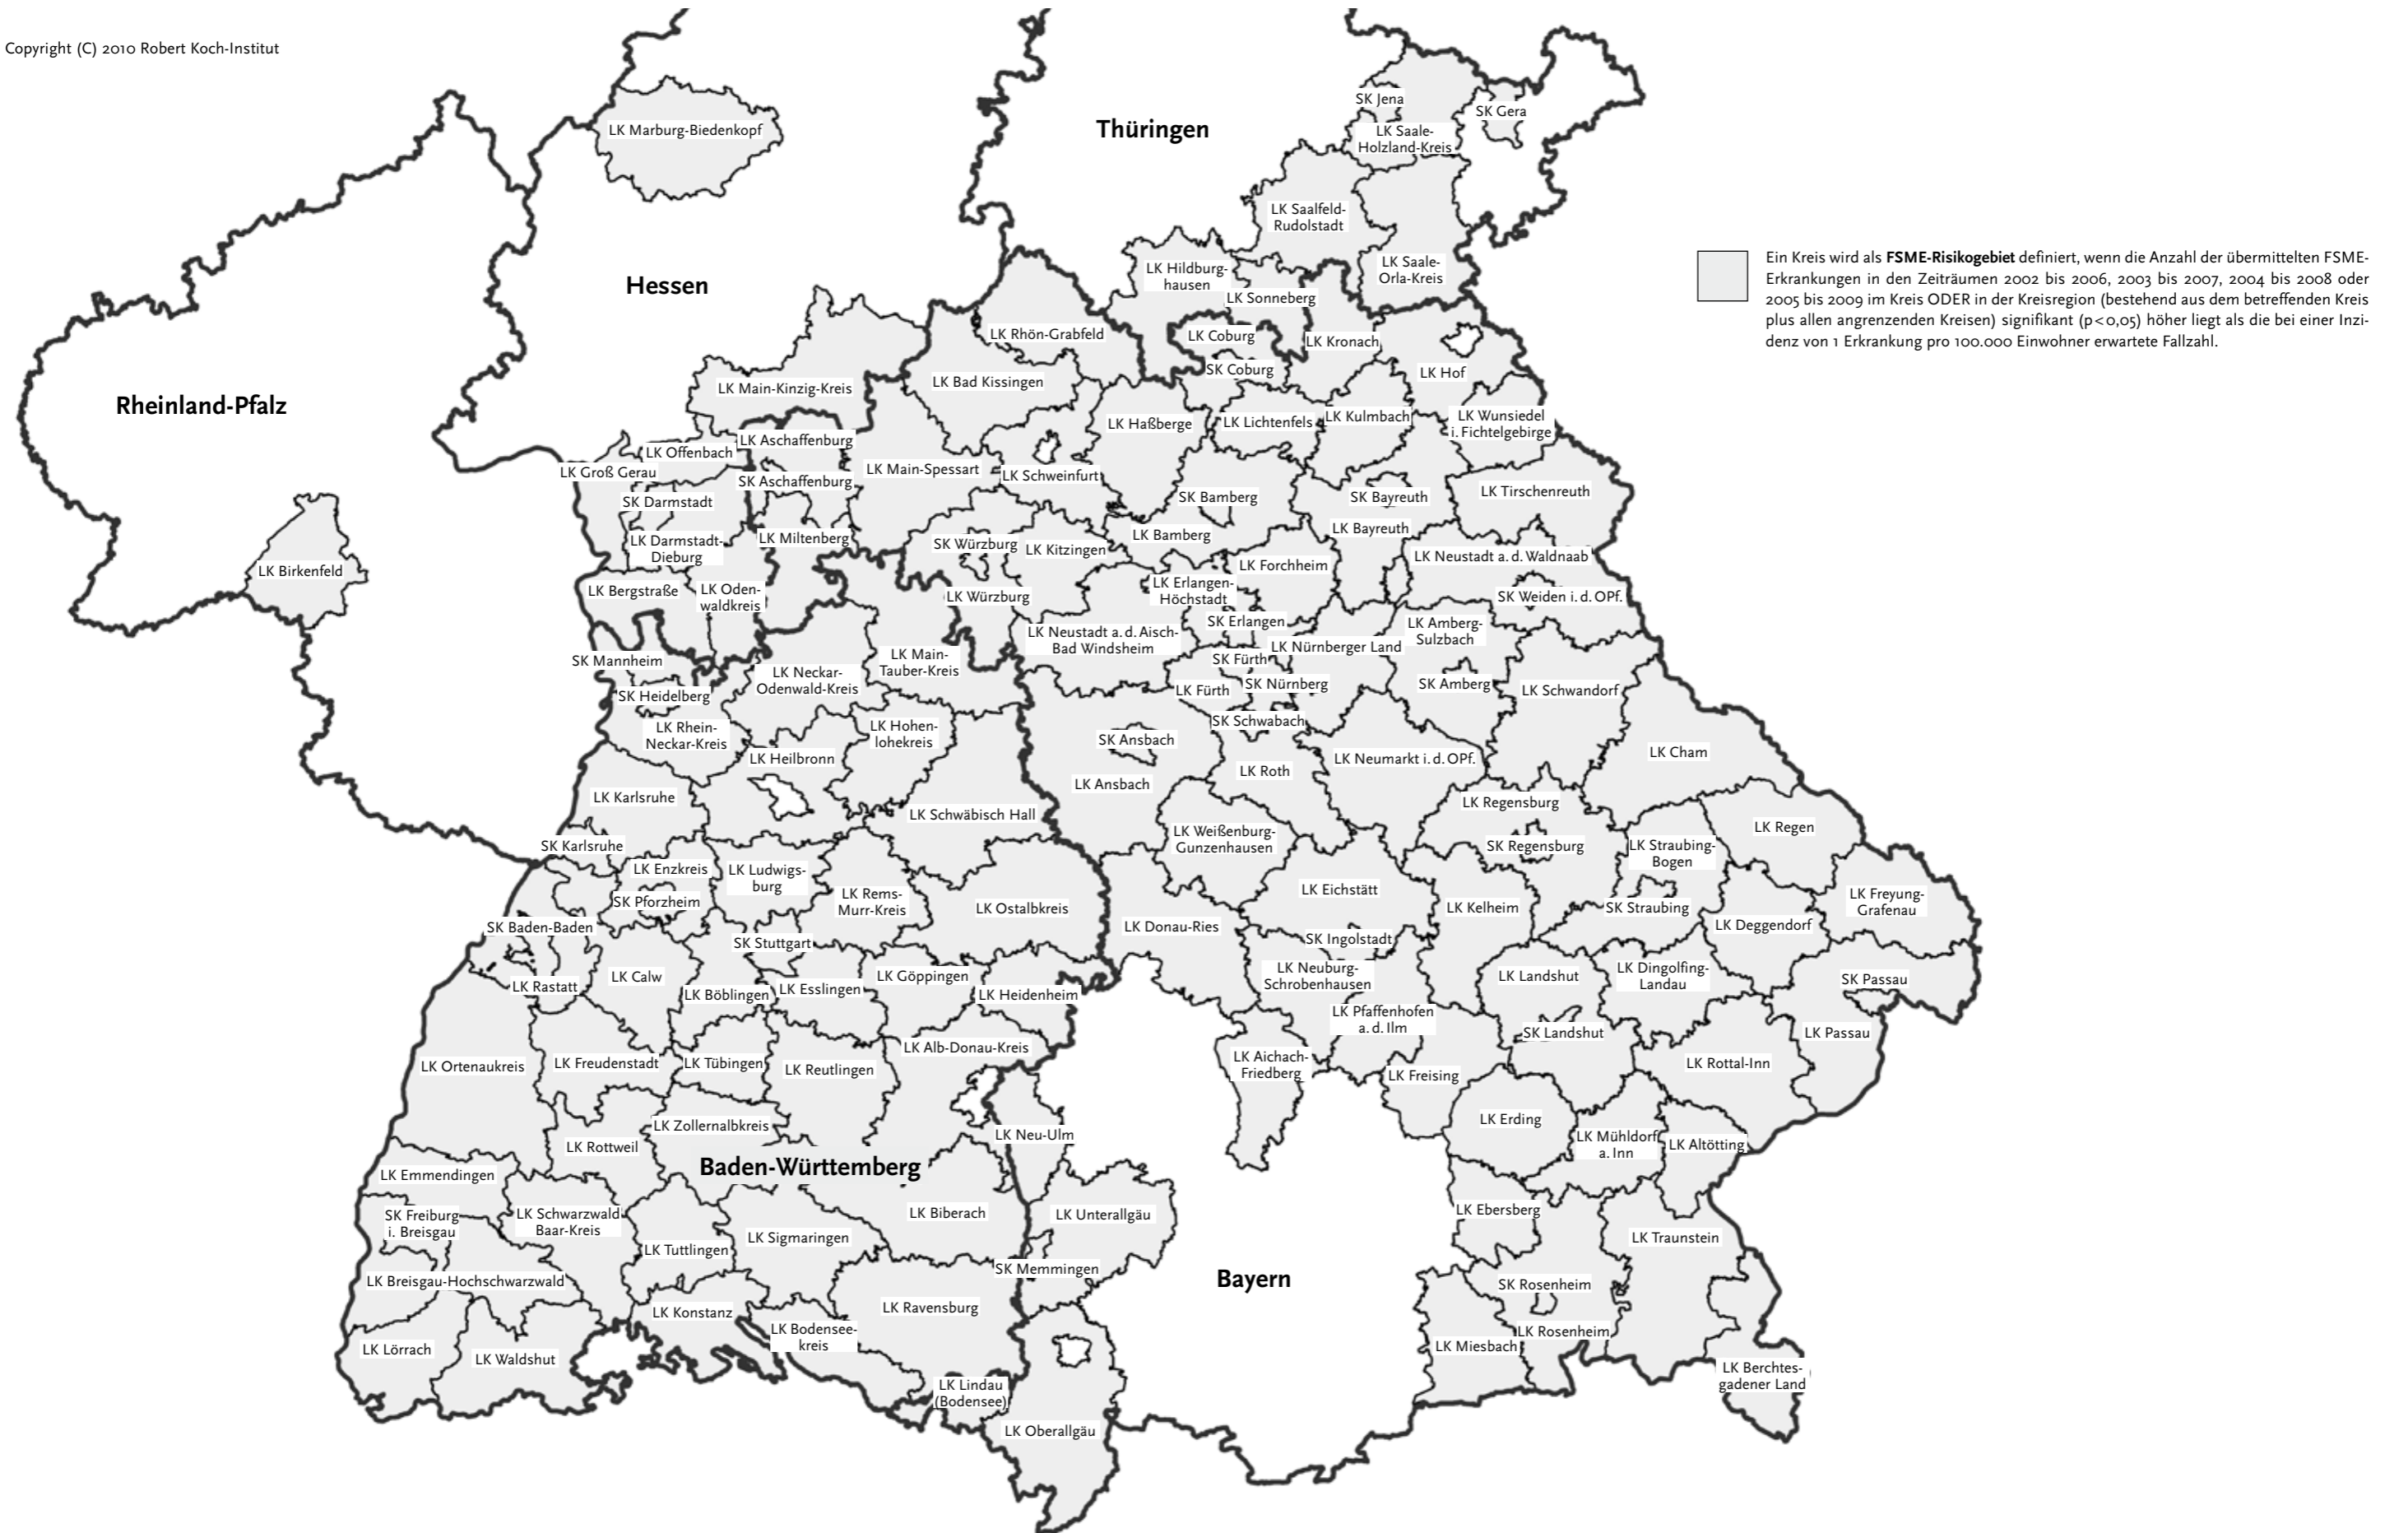 Copyright (C) 2010 Robert Koch-Institut
Thüringen
Hessen
Rheinland-Pfalz
Baden-Württemberg
Bayern
Ein Kreis wird als FSME-Risikogebiet definiert, wenn die Anzahl der übermittelten FSME-
Erkrankungen in den Zeiträumen 2002 bis 2006, 2003 bis 2007, 2004 bis 2008 oder
2005 bis 2009 im Kreis ODER in der Kreisregion (bestehend aus dem betreffenden Kreis
plus allen angrenzenden Kreisen) signifikant (p<0,05) höher liegt als die bei einer Inzi-
denz von 1 Erkrankung pro 100.000 Einwohner erwartete Fallzahl.
LK Marburg-Biedenkopf
SK Jena
SK Gera
LK Saale-
Holzland-Kreis
LK Saalfeld-
Rudolstadt
LK Saale-
Orla-Kreis
LK Hildburg-
hausen
LK Sonneberg
LK Rhön-Grabfeld
LK Coburg
LK Kronach
SK Coburg
LK Hof
LK Main-Kinzig-Kreis
LK Bad Kissingen
LK Haßberge
LK Lichtenfels
LK Kulmbach
LK Wunsiedel
i. Fichtelgebirge
LK Aschaffenburg
LK Offenbach
LK Groß Gerau
LK Main-Spessart
LK Schweinfurt
SK Aschaffenburg
SK Darmstadt
SK Bamberg
SK Bayreuth
LK Tirschenreuth
LK Darmstadt-
Dieburg
LK Miltenberg
SK Würzburg
LK Kitzingen
LK Bamberg
LK Bayreuth
LK Neustadt a. d. Waldnaab
LK Birkenfeld
LK Forchheim
LK Bergstraße
LK Oden-
waldkreis
LK Würzburg
LK Erlangen-
Höchstadt
SK Weiden i. d. OPf.
SK Erlangen
LK Neustadt a. d. Aisch-
Bad Windsheim
LK Nürnberger Land
LK Amberg-
Sulzbach
SK Mannheim
LK Main-
Tauber-Kreis
SK Fürth
LK Neckar-
Odenwald-Kreis
SK Heidelberg
LK Fürth
SK Nürnberg
SK Amberg
LK Schwandorf
LK Rhein-
Neckar-Kreis
LK Hohen-
lohekreis
SK Schwabach
SK Ansbach
LK Heilbronn
LK Roth
LK Neumarkt i. d. OPf.
LK Cham
LK Ansbach
LK Karlsruhe
LK Schwäbisch Hall
LK Regensburg
LK Regen
LK Weißenburg-
Gunzenhausen
SK Karlsruhe
SK Regensburg
LK Straubing-
Bogen
LK Enzkreis
LK Ludwigs-
burg
SK Pforzheim
LK Rems-
Murr-Kreis
LK Ostalbkreis
LK Eichstätt
LK Kelheim
SK Straubing
LK Freyung-
Grafenau
SK Baden-Baden
LK Donau-Ries
LK Deggendorf
SK Stuttgart
SK Ingolstadt
LK Rastatt
LK Calw
LK Göppingen
LK Neuburg-
Schrobenhausen
LK Landshut
LK Dingolfing-
Landau
SK Passau
LK Böblingen
LK Esslingen
LK Heidenheim
LK Pfaffenhofen
a. d. Ilm
SK Landshut
LK Passau
LK Alb-Donau-Kreis
LK Ortenaukreis
LK Freudenstadt
LK Tübingen
LK Reutlingen
LK Aichach-
Friedberg
LK Freising
LK Rottal-Inn
LK Zollernalbkreis
LK Erding
LK Rottweil
LK Neu-Ulm
LK Mühldorf
a. Inn
LK Altötting
LK Emmendingen
SK Freiburg
i. Breisgau
LK Schwarzwald
Baar-Kreis
LK Biberach
LK Unterallgäu
LK Ebersberg
LK Tuttlingen
LK Sigmaringen
LK Traunstein
LK Breisgau-Hochschwarzwald
SK Memmingen
SK Rosenheim
LK Konstanz
LK Ravensburg
LK Bodensee-
kreis
LK Rosenheim
LK Lörrach
LK Waldshut
LK Miesbach
LK Lindau
(Bodensee)
LK Berchtes-
gadener Land
LK Oberallgäu